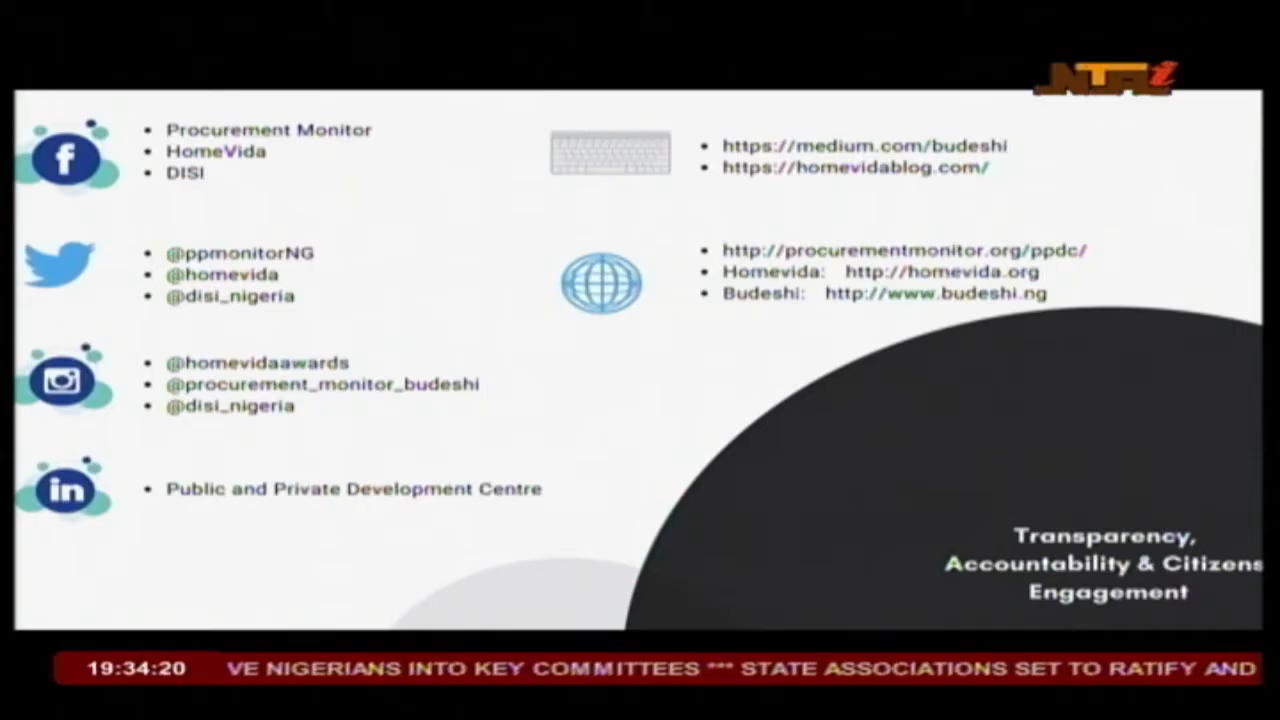 NTAi
Procurement Monitor
HomeVida
DISI
https://medium.com/budeshi
https://homevidablog.com/
@ppmonitorNG
@homevida
@disi_nigeria
http://procurementmonitor.org/ppdc/
Homevida: http://homevida.org
Budeshi: http://www.budeshi.ng
@homevidaawards
@procurement_monitor_budeshi
@disi_nigeria
in
Public and Private Development Centre
Transparency,
Accountability & Citizens
Engagement
19:34:20 VE NIGERIANS INTO KEY COMMITTEES *** STATE ASSOCIATIONS SET TO RATIFY AND